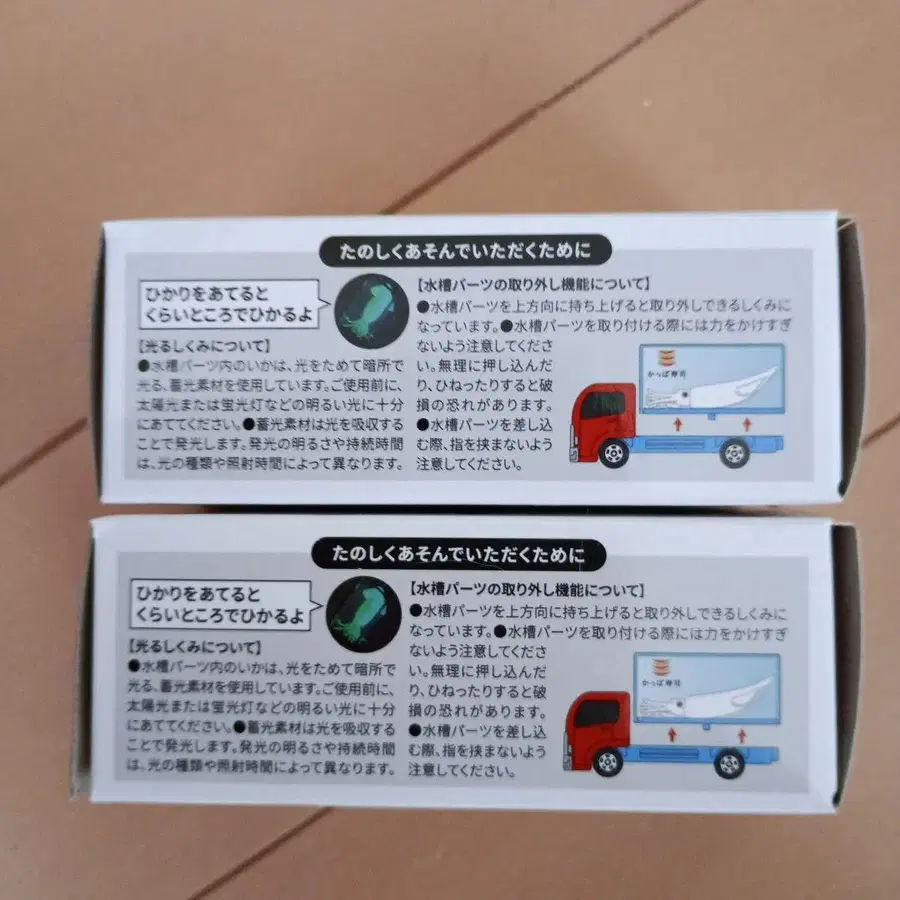 たのしくあそんでいただくために
ひかりをあてると
くらいところでひかるよ
【光るしくみについて】
●水槽パーツ内のいかは、光をためて暗所で
光る、蓄光素材を使用しています。ご使用前に、
太陽光または蛍光灯などの明るい光に十分
にあててください。●蓄光素材は光を吸収する
ことで発光します。発光の明るさや持続時間
は、光の種類や照射時間によって異なります。
【水槽パーツの取り外し機能について】
●水槽パーツを上方向に持ち上げると取り外しできるしくみに
なっています。●水槽パーツを取り付ける際には力をかけすぎ
ないよう注意してくださ
い。無理に押し込んだ
り、ひねったりすると破
損の恐れがあります。
●水槽パーツを差し込
む際、指を挟まないよう
注意してください。
かっぱ寿司
たのしくあそんでいただくために
ひかりをあてると
くらいところでひかるよ
【光るしくみについて】
●水槽パーツ内のいかは、光をためて暗所で
光る、蓄光素材を使用しています。ご使用前に、
太陽光または蛍光灯などの明るい光に十分
にあててください。●蓄光素材は光を吸収する
ことで発光します。発光の明るさや持続時間
は、光の種類や照射時間によって異なります。
【水槽パーツの取り外し機能について】
●水槽パーツを上方向に持ち上げると取り外しできるしくみに
なっています。●水槽パーツを取り付ける際には力をかけすぎ
ないよう注意してくださ
い。無理に押し込んだ
り、ひねったりすると破
損の恐れがあります。
●水槽パーツを差し込
む際、指を挟まないよう
注意してください。
かっぱ寿司